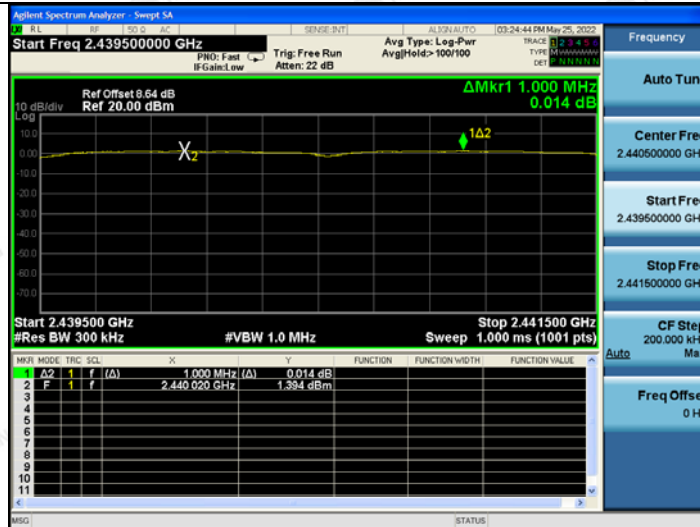 Agilent Spectrum Analyzer - Swept SA
RL RF 50 Ω AC SENSE:INT ALIGN AUTO 03:24:44 PM May 25, 2022
Start Freq 2.439500000 GHz
PNO: Fast
IFGain:Low
Trig: Free Run
Atten: 22 dB
Avg Type: Log-Pwr
Avg|Hold:> 100/100
TRACE 1 2 3 4 5 6
TYPE M
DET P N N N N N
ΔMkr1 1.000 MHz
0.014 dB
Ref Offset 8.64 dB
10 dB/div Ref 20.00 dBm
Log
10.0
0.00
-10.0
-20.0
-30.0
-40.0
-50.0
-60.0
-70.0
X2
1Δ2
Start 2.439500 GHz Stop 2.441500 GHz
#Res BW 300 kHz #VBW 1.0 MHz Sweep 1.000 ms (1001 pts)
MKR MODE TRC SCL X Y FUNCTION FUNCTION WIDTH FUNCTION VALUE
1 Δ2 1 f (Δ) 1.000 MHz (Δ) 0.014 dB
2 F 1 f 2.440 020 GHz 1.394 dBm
3
4
5
6
7
8
9
10
11
MSG STATUS
Frequency
Auto Tun
Center Fre
2.440500000 GH
Start Fre
2.439500000 GH
Stop Fre
2.441500000 GH
CF Step
200.000 kH
Auto Ma
Freq Offse
0 H